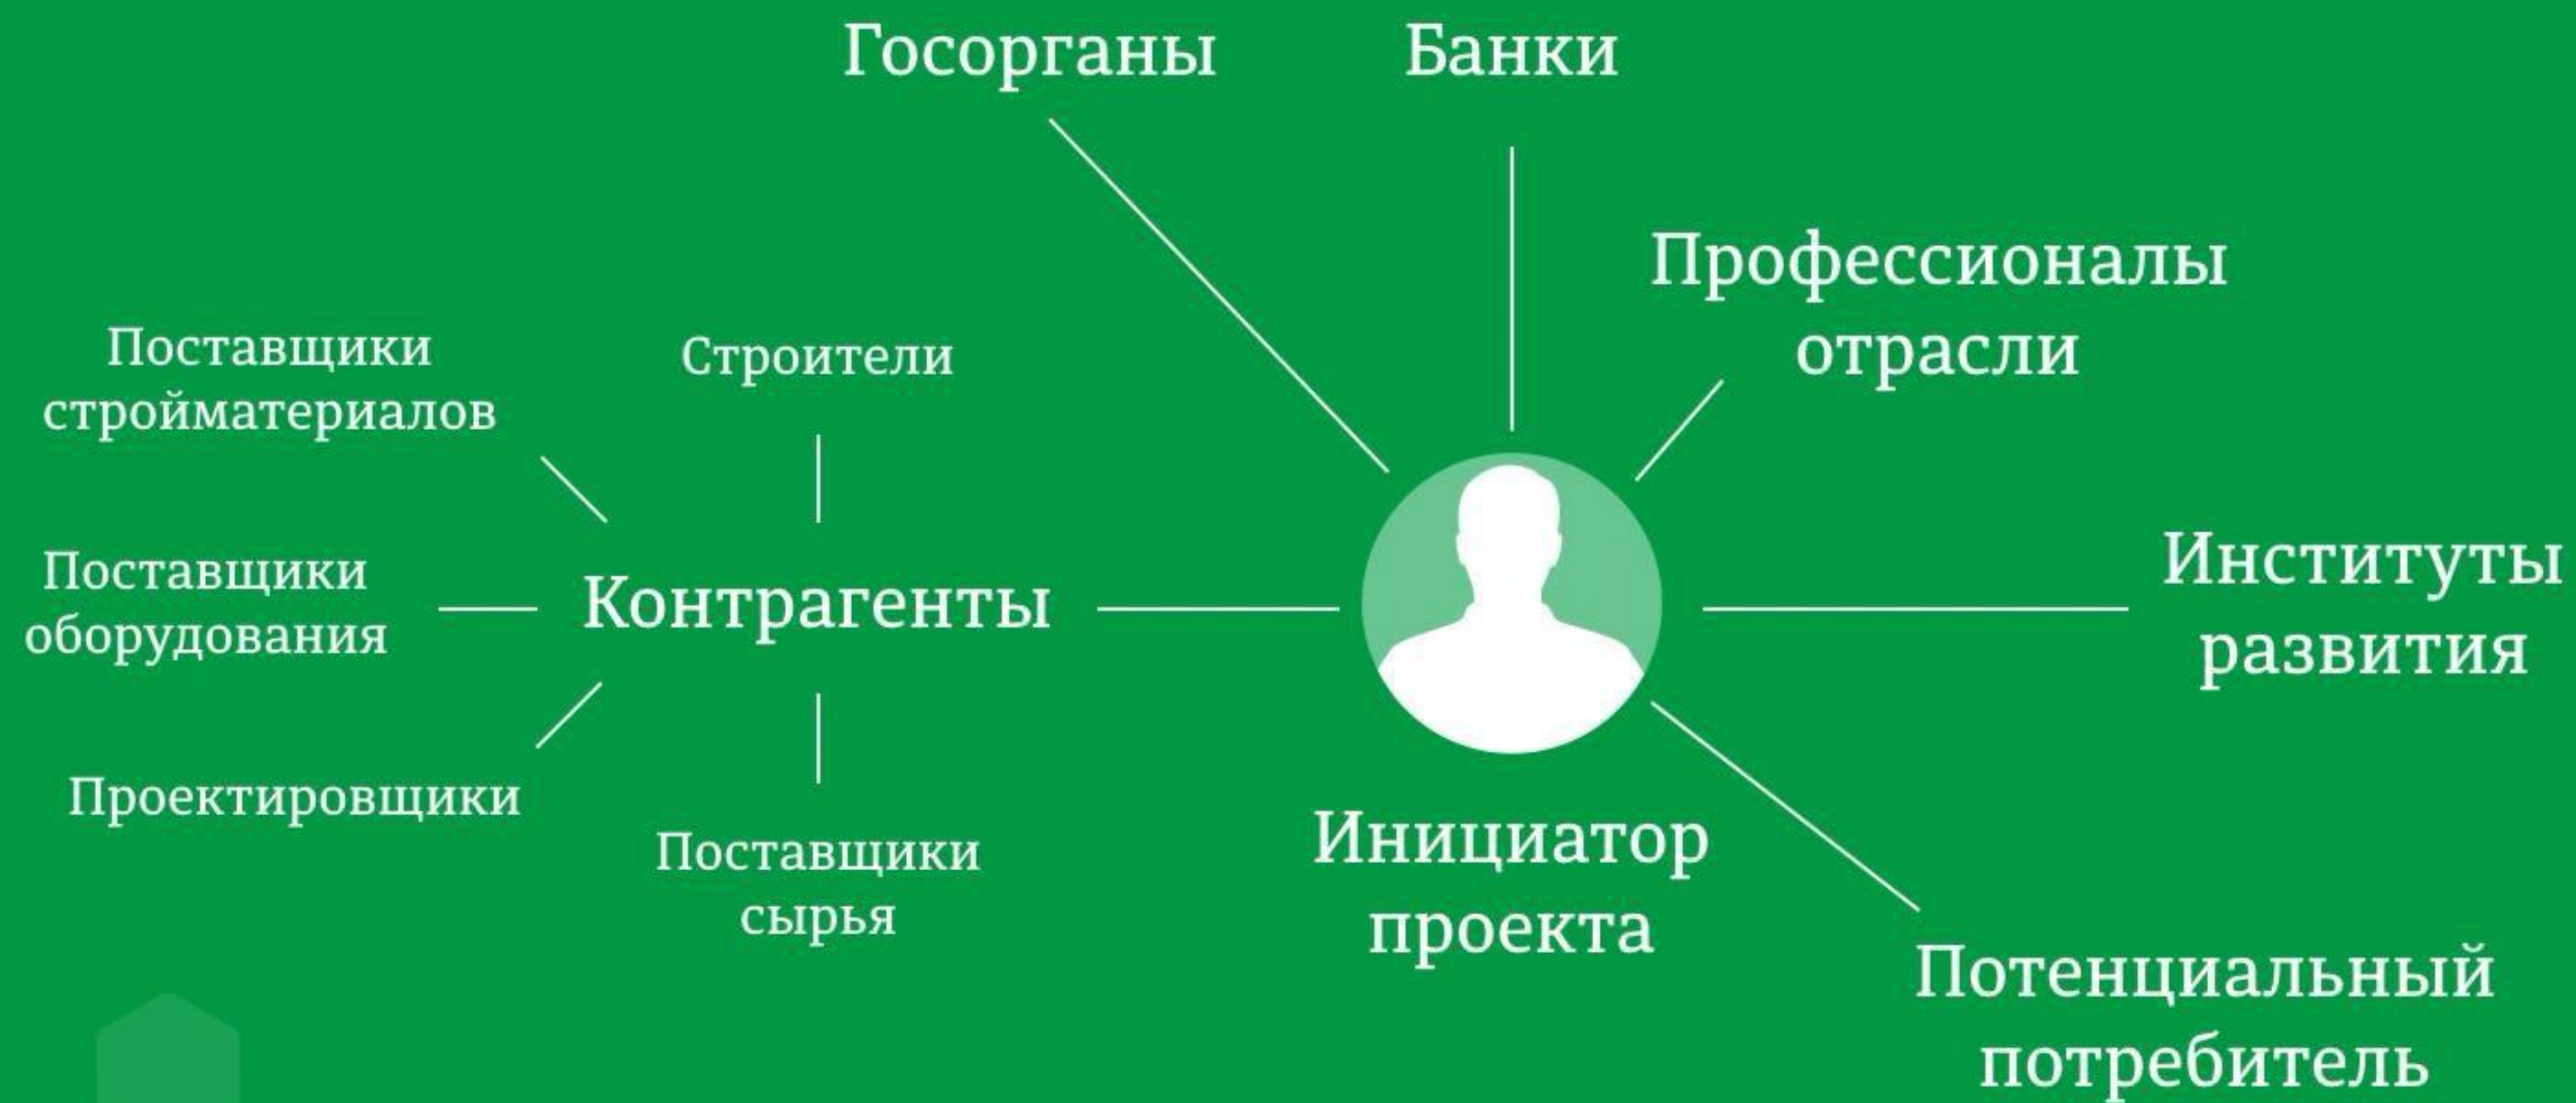 Госорганы
Банки
Профессионалы
отрасли
Поставщики
стройматериалов
Строители
Поставщики
оборудования
Контрагенты
Институты
развития
Проектировщики
Поставщики
сырья
Инициатор
проекта
Потенциальный
потребитель